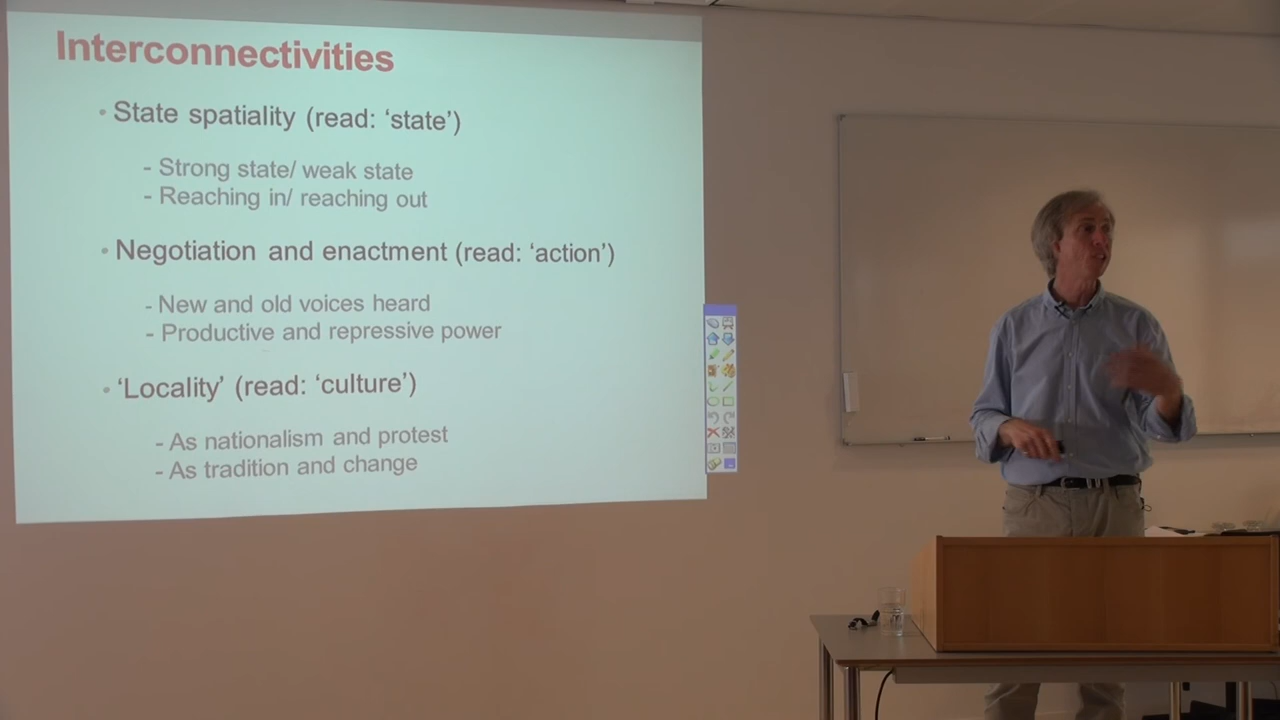 Interconnectivities
• State spatiality (read: ‘state’)
- Strong state/ weak state
- Reaching in/ reaching out
• Negotiation and enactment (read: ‘action’)
- New and old voices heard
- Productive and repressive power
• ‘Locality’ (read: ‘culture’)
- As nationalism and protest
- As tradition and change